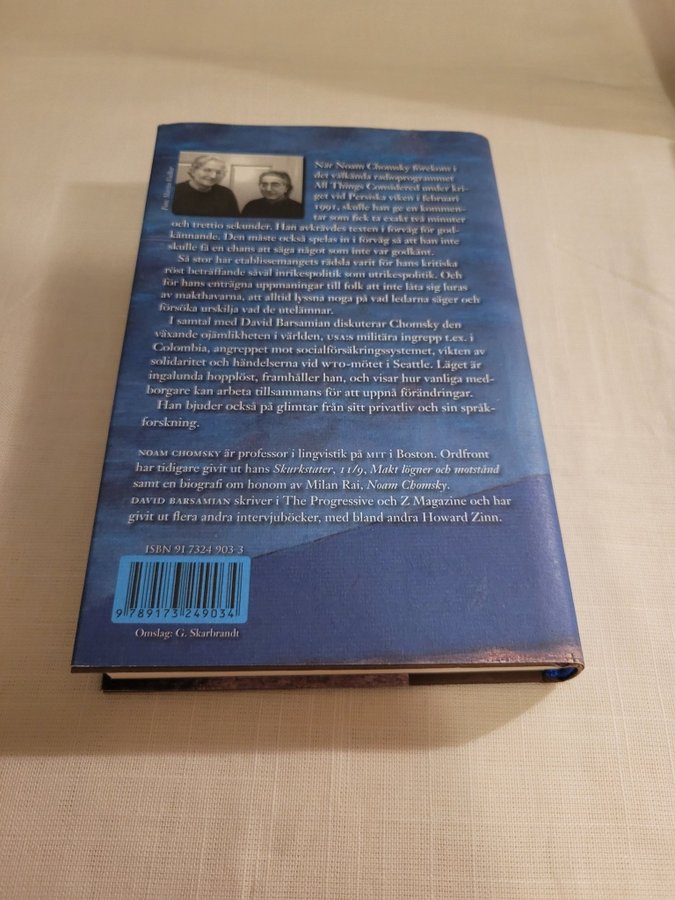 När Noam Chomsky förekom i
det välkända radioprogrammet
All Things Considered under kri-
get vid Persiska viken i februari
1991, skulle han ge en kommen-
tar som fick ta exakt två minuter
och trettio sekunder. Han avkrävdes texten i förväg för god-
kännande. Den måste också spelas in i förväg så att han inte
skulle få en chans att säga något som inte var godkänt.
Så stor har etablissemangets rädsla varit för hans kritiska
röst beträffande såväl inrikespolitik som utrikespolitik. Och
för hans enträgna uppmaningar till folk att inte låta sig luras
av makthavarna, att alltid lyssna noga på vad ledarna säger och
försöka urskilja vad de utelämnar.
I samtal med David Barsamian diskuterar Chomsky den
växande ojämlikheten i världen, USA:s militära ingrepp t.ex. i
Colombia, angreppet mot socialförsäkringssystemet, vikten av
solidaritet och händelserna vid WTO-mötet i Seattle. Läget är
ingalunda hopplöst, framhåller han, och visar hur vanliga med-
borgare kan arbeta tillsammans för att uppnå förändringar.
Han bjuder också på glimtar från sitt privatliv och sin språk-
forskning.
NOAM CHOMSKY är professor i lingvistik på MIT i Boston. Ordfront
har tidigare givit ut hans Skurkstater, 11/9, Makt lögner och motstånd
samt en biografi om honom av Milan Rai, Noam Chomsky.
DAVID BARSAMIAN skriver i The Progressive och Z Magazine och har
givit ut flera andra intervjuböcker, med bland andra Howard Zinn.
ISBN 91 7324 903 3
9 789173 249034
Omslag: G. Skarbrandt